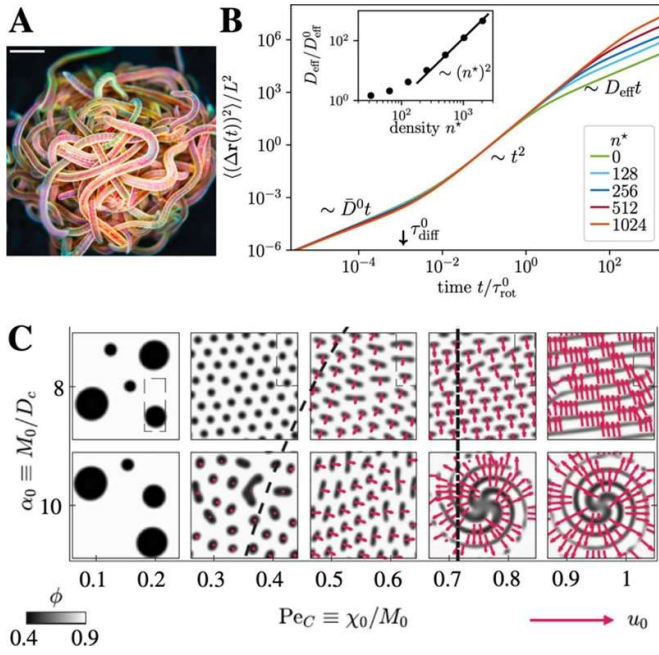 A
B
⟨(Δr(t))²⟩/L²
10⁶
10⁴
10²
10⁰
10⁻³
10⁻⁶
D_eff/D⁰_eff
10²
10⁰
10²
10³
density n⋆
~ (n⋆)²
~ D_eff t
~ t²
~ D̄⁰t
τ⁰_diff
n⋆
0
128
256
512
1024
10⁻⁴
10⁻²
10⁰
10²
time t/τ⁰_rot
C
α₀ ≡ M₀/D_c
8
10
0.1 0.2 0.3 0.4 0.5 0.6 0.7 0.8 0.9 1
ϕ
0.4 0.9
Pe_C ≡ χ₀/M₀
u₀